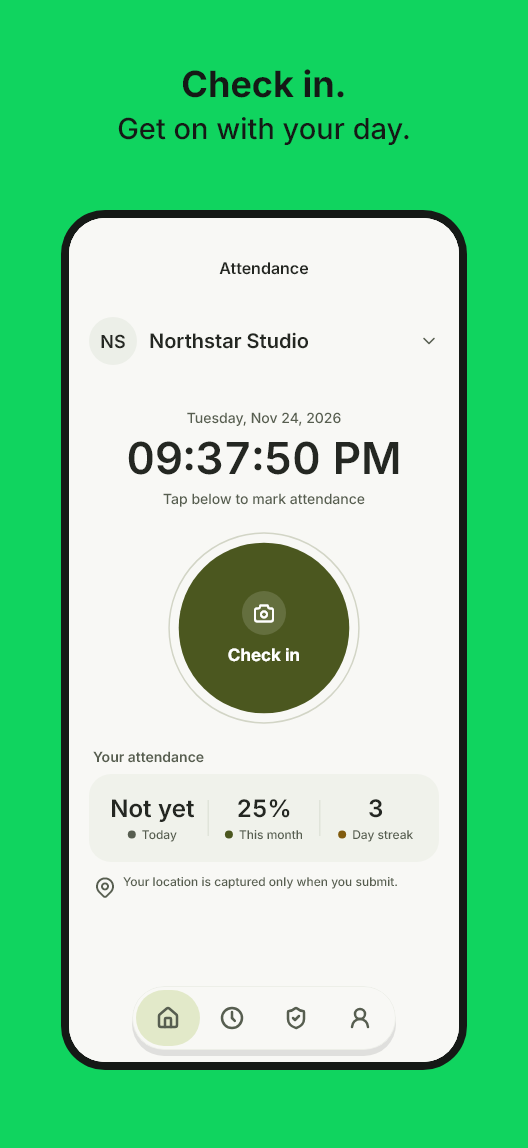 Check in.
Get on with your day.
Attendance
NS Northstar Studio
Tuesday, Nov 24, 2026
09:37:50 PM
Tap below to mark attendance
Check in
Your attendance
Not yet 25% 3
Today This month Day streak
Your location is captured only when you submit.